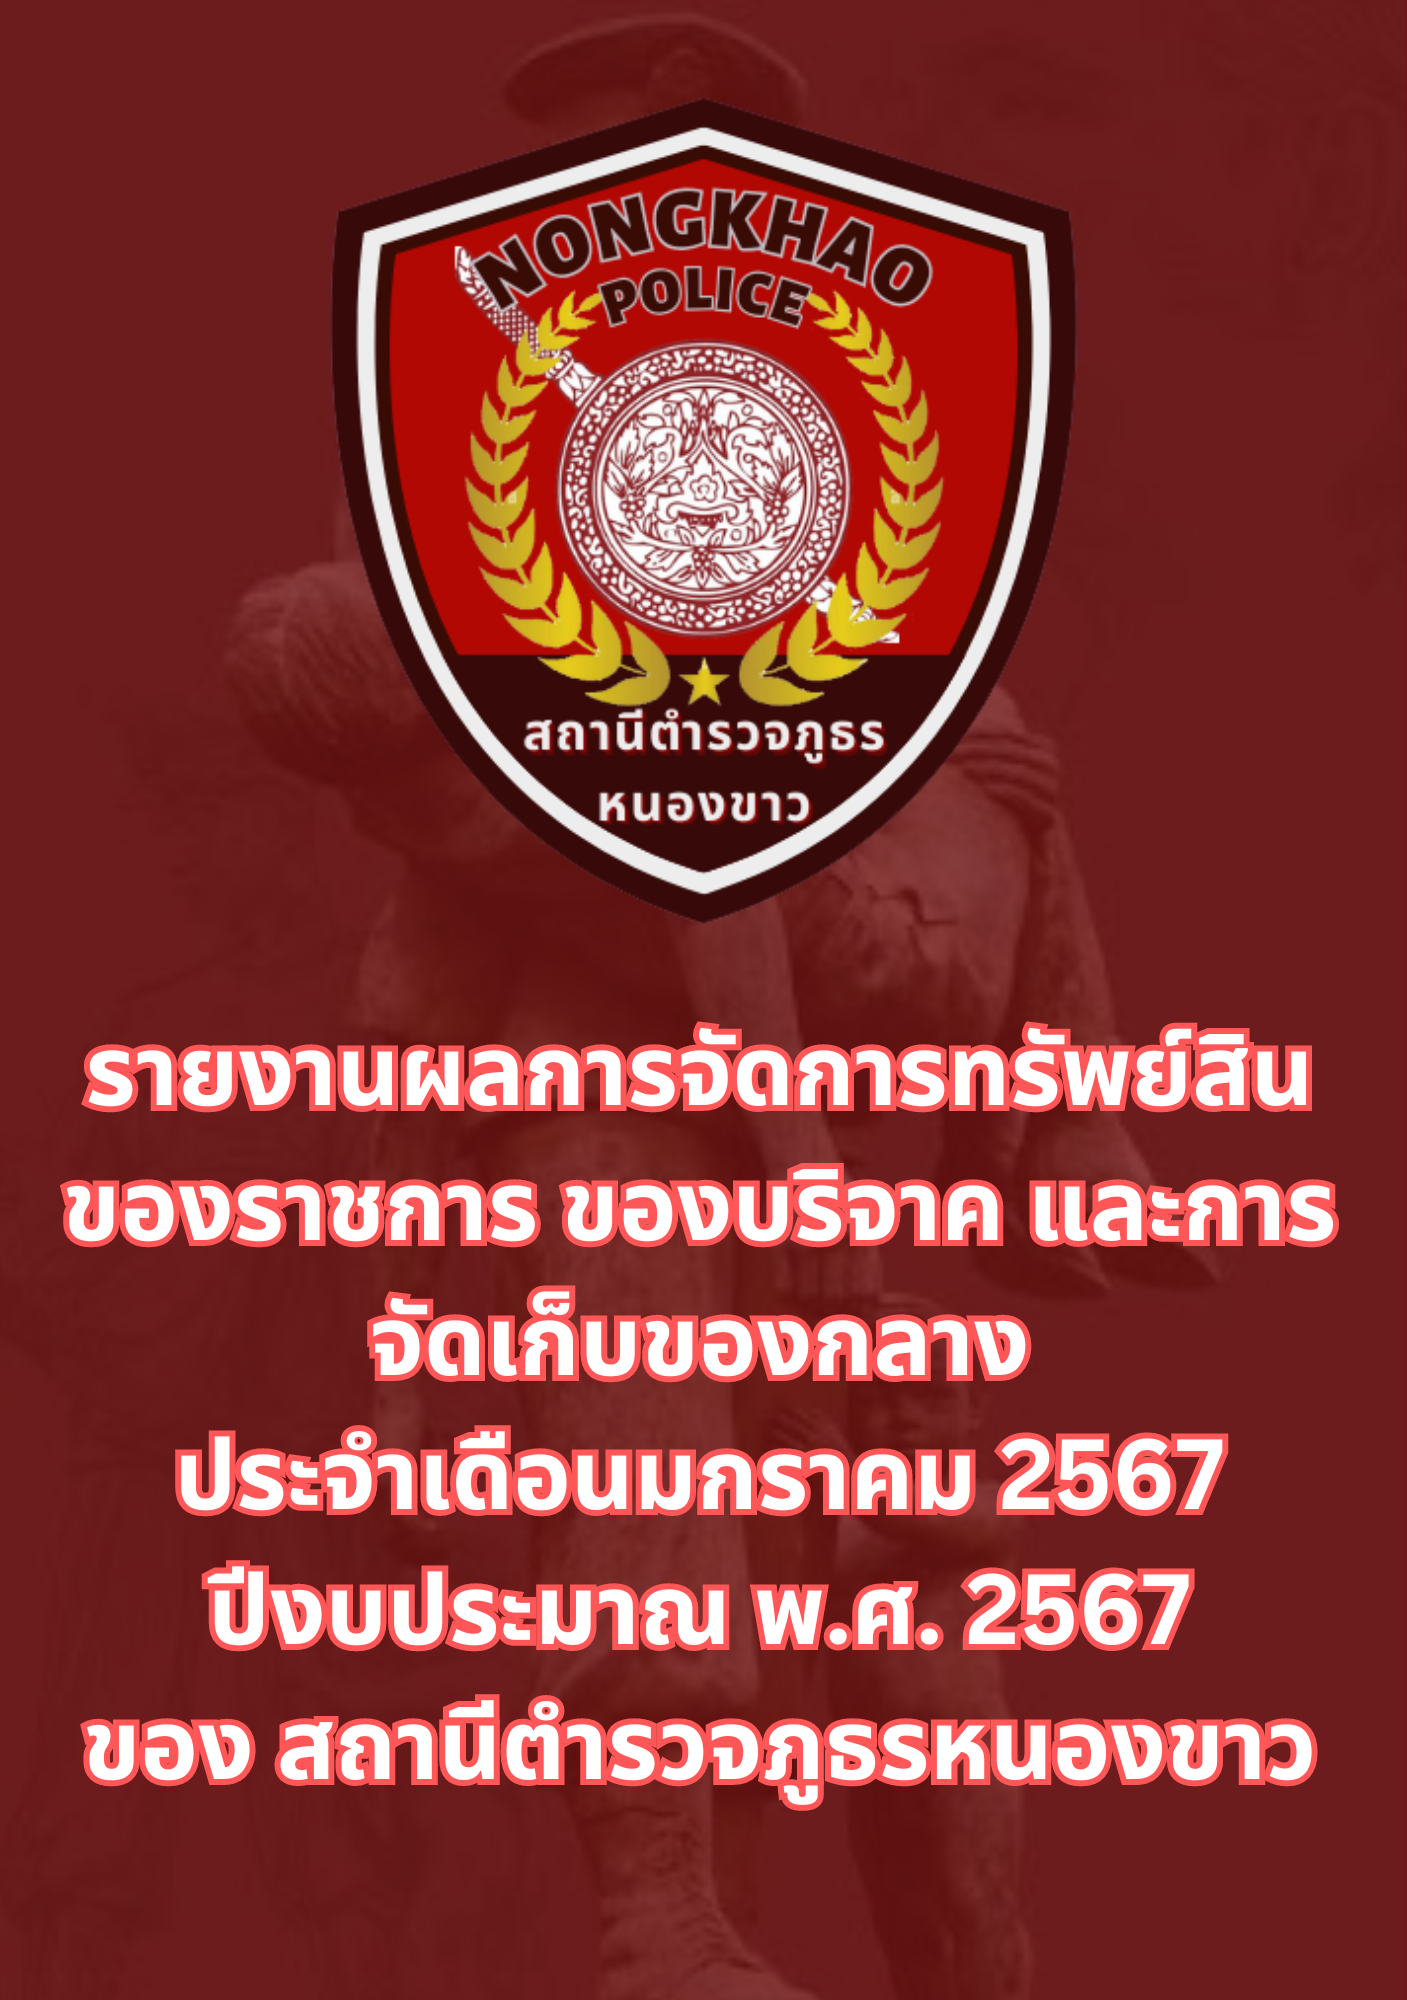 NONGKHAO
POLICE
สถานีตำรวจภูธร
หนองขาว
รายงานผลการจัดการทรัพย์สิน
ของราชการ ของบริจาค และการ
จัดเก็บของกลาง
ประจำเดือนมกราคม 2567
ปีงบประมาณ พ.ศ. 2567
ของ สถานีตำรวจภูธรหนองขาว